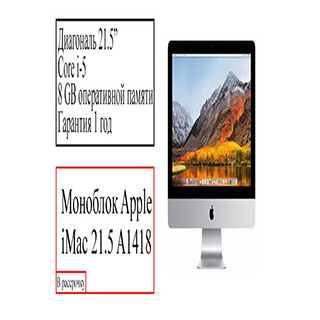 Диагональ 21.5”
Core i-5
8 GB оперативной памяти
Гарантия 1 год
Моноблок Apple
iMac 21.5 A1418
В рассрочку